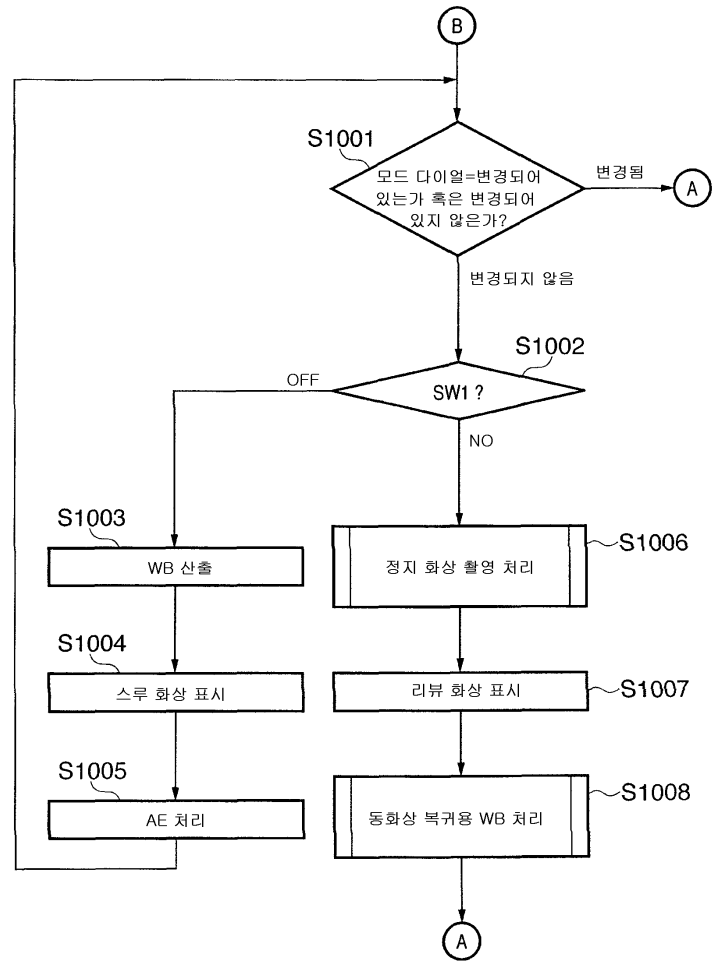 B
S1001
모드 다이얼=변경되어
있는가 혹은 변경되어
있지 않은가?
변경됨
A
변경되지 않음
S1002
OFF
SW1 ?
NO
S1003
WB 산출
S1006
정지 화상 촬영 처리
S1004
스루 화상 표시
리뷰 화상 표시
S1007
S1005
AE 처리
동화상 복귀용 WB 처리
S1008
A